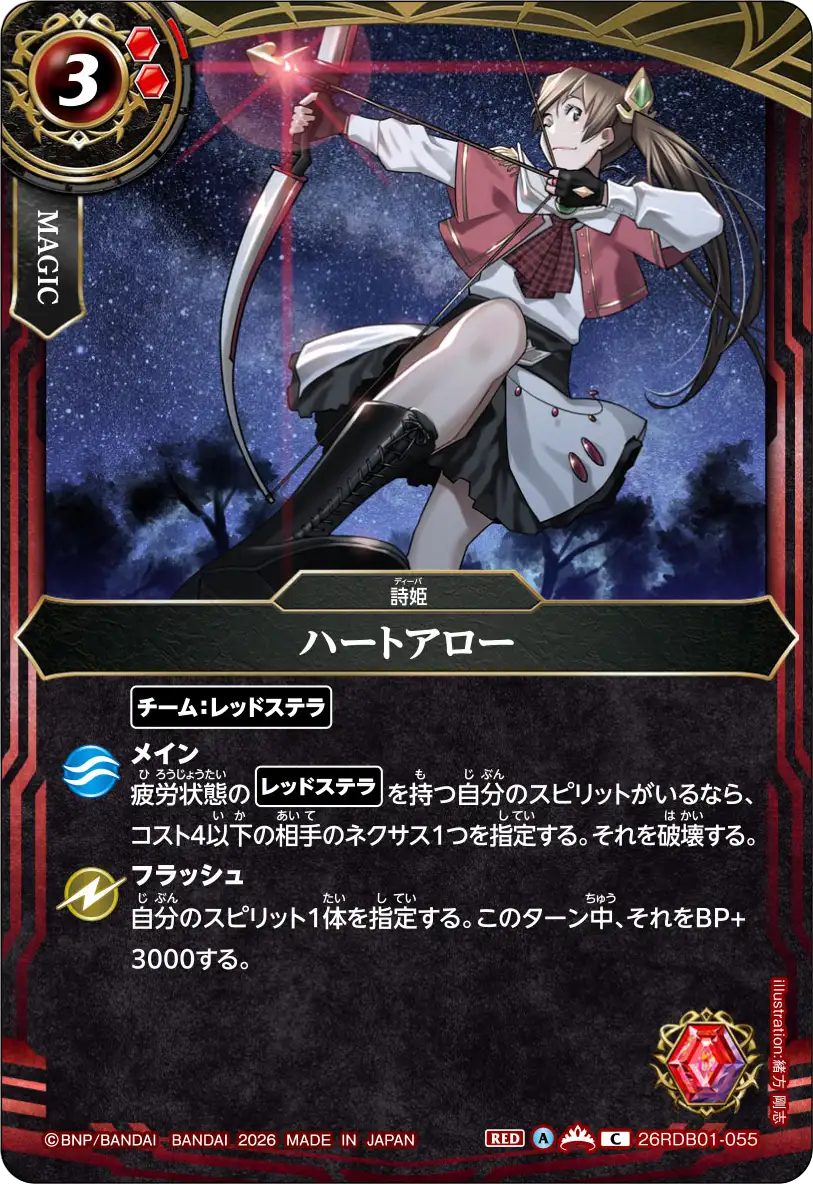 3
MAGIC
ディーバ
詩姫
ハートアロー
チーム:レッドステラ
メイン
疲労状態のレッドステラを持つ自分のスピリットがいるなら、
コスト4以下の相手のネクサス1つを指定する。それを破壊する。
フラッシュ
自分のスピリット1体を指定する。このターン中、それをBP+
3000する。
illustration:緒方 剛志
©BNP/BANDAI BANDAI 2026 MADE IN JAPAN
RED A C 26RDB01-055